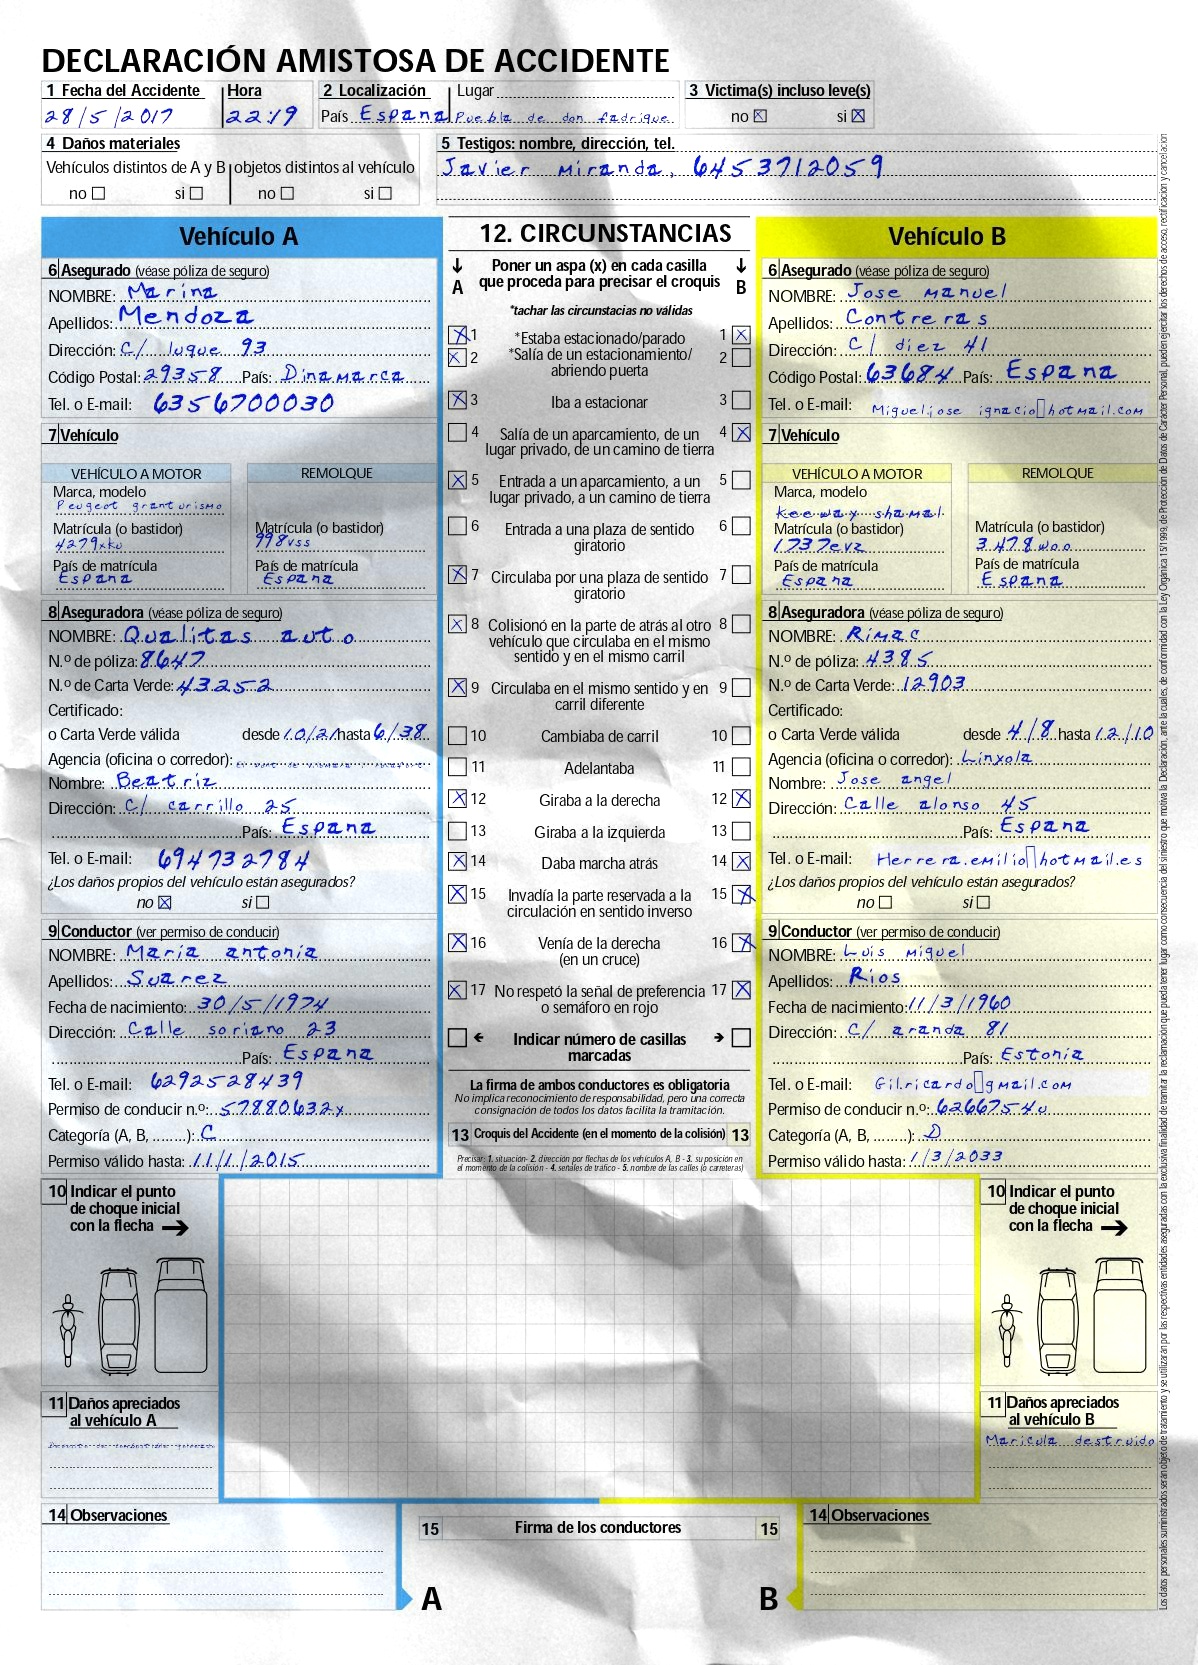 DECLARACIÓN AMISTOSA DE ACCIDENTE
1 Fecha del Accidente Hora 2 Localización Lugar 3 Victima(s) incluso leve(s)
28/5/2017 22:19 País Espana Puebla de don fadrique no si
4 Daños materiales 5 Testigos: nombre, dirección, tel.
Vehículos distintos de A y B objetos distintos al vehículo Javier Miranda, 6453712059
no si no si
Vehículo A
6 Asegurado (véase póliza de seguro)
NOMBRE: Marina
Apellidos: Mendoza
Dirección: C/ luque 93
Código Postal: 29358 País: Dinamarca
Tel. o E-mail: 6356700030
7 Vehículo
VEHÍCULO A MOTOR REMOLQUE
Marca, modelo
Peugeot granturismo
Matrícula (o bastidor) Matrícula (o bastidor)
4279xku 998vss
País de matrícula País de matrícula
Espana Espana
8 Aseguradora (véase póliza de seguro)
NOMBRE: Qualitas auto
N.º de póliza: 8647
N.º de Carta Verde: 43252
Certificado:
o Carta Verde válida desde 10/21 hasta 6/38
Agencia (oficina o corredor):
Nombre: Beatriz
Dirección: C/ carrillo 25
País: Espana
Tel. o E-mail: 694732784
¿Los daños propios del vehículo están asegurados?
no si
9 Conductor (ver permiso de conducir)
NOMBRE: María antonia
Apellidos: Suarez
Fecha de nacimiento: 30/5/1974
Dirección: Calle soriano 23
País: Espana
Tel. o E-mail: 6292528439
Permiso de conducir n.º: 57880632x
Categoría (A, B, ........): C
Permiso válido hasta: 11/1/2015
12. CIRCUNSTANCIAS
A Poner un aspa (x) en cada casilla que proceda para precisar el croquis B
*tachar las circunstacias no válidas
1 *Estaba estacionado/parado 1
2 *Salía de un estacionamiento/ 2
abriendo puerta
3 Iba a estacionar 3
4 Salía de un aparcamiento, de un 4
lugar privado, de un camino de tierra
5 Entrada a un aparcamiento, a un 5
lugar privado, a un camino de tierra
6 Entrada a una plaza de sentido 6
giratorio
7 Circulaba por una plaza de sentido 7
giratorio
8 Colisionó en la parte de atrás al otro 8
vehículo que circulaba en el mismo
sentido y en el mismo carril
9 Circulaba en el mismo sentido y en 9
carril diferente
10 Cambiaba de carril 10
11 Adelantaba 11
12 Giraba a la derecha 12
13 Giraba a la izquierda 13
14 Daba marcha atrás 14
15 Invadía la parte reservada a la 15
circulación en sentido inverso
16 Venía de la derecha 16
(en un cruce)
17 No respetó la señal de preferencia 17
o semáforo en rojo
Indicar número de casillas
marcadas
La firma de ambos conductores es obligatoria
No implica reconocimiento de responsabilidad, pero una correcta
consignación de todos los datos facilita la tramitación.
13 Croquis del Accidente (en el momento de la colisión) 13
Precisar: 1. situación- 2. dirección por flechas de los vehículos A, B - 3. su posición en
el momento de la colisión - 4. señales de tráfico - 5. nombre de las calles (o carreteras)
Vehículo B
6 Asegurado (véase póliza de seguro)
NOMBRE: Jose manuel
Apellidos: Contreras
Dirección: C/ diez 41
Código Postal: 63684 País: Espana
Tel. o E-mail: Migueljose ignacio hotmail.com
7 Vehículo
VEHÍCULO A MOTOR REMOLQUE
Marca, modelo
Keeway shamal
Matrícula (o bastidor) Matrícula (o bastidor)
1737evz 3478woo
País de matrícula País de matrícula
Espana Espana
8 Aseguradora (véase póliza de seguro)
NOMBRE: Rimac
N.º de póliza: 4385
N.º de Carta Verde: 12903
Certificado:
o Carta Verde válida desde 4/8 hasta 12/10
Agencia (oficina o corredor): Linxola
Nombre: Jose angel
Dirección: Calle alonso 45
País: Espana
Tel. o E-mail: Herrera.emilio hotmail.es
¿Los daños propios del vehículo están asegurados?
no si
9 Conductor (ver permiso de conducir)
NOMBRE: Luis miguel
Apellidos: Rios
Fecha de nacimiento: 11/3/1960
Dirección: C/ aranda 81
País: Estonia
Tel. o E-mail: Gil.ricardo gmail.com
Permiso de conducir n.º: 62667540
Categoría (A, B, ........): D
Permiso válido hasta: 1/3/2033
10 Indicar el punto
de choque inicial
con la flecha
11 Daños apreciados
al vehículo A
10 Indicar el punto
de choque inicial
con la flecha
11 Daños apreciados
al vehículo B
Maricula destruido
14 Observaciones
15 Firma de los conductores 15
14 Observaciones
A B
Los datos personales suministrados serán objeto de tratamiento y se utilizaran por las respectivas entidades aseguradas con la exclusiva finalidad de tramitar la reclamación que pueda tener lugar como consecuencia del siniestro que motiva la Declaración, ante la cuales, de conformidad con la Ley Orgánica 15/1999, de Protección de Datos de Carácter Personal, pueden ejercitar los derechos de acceso, rectificación y cancelación